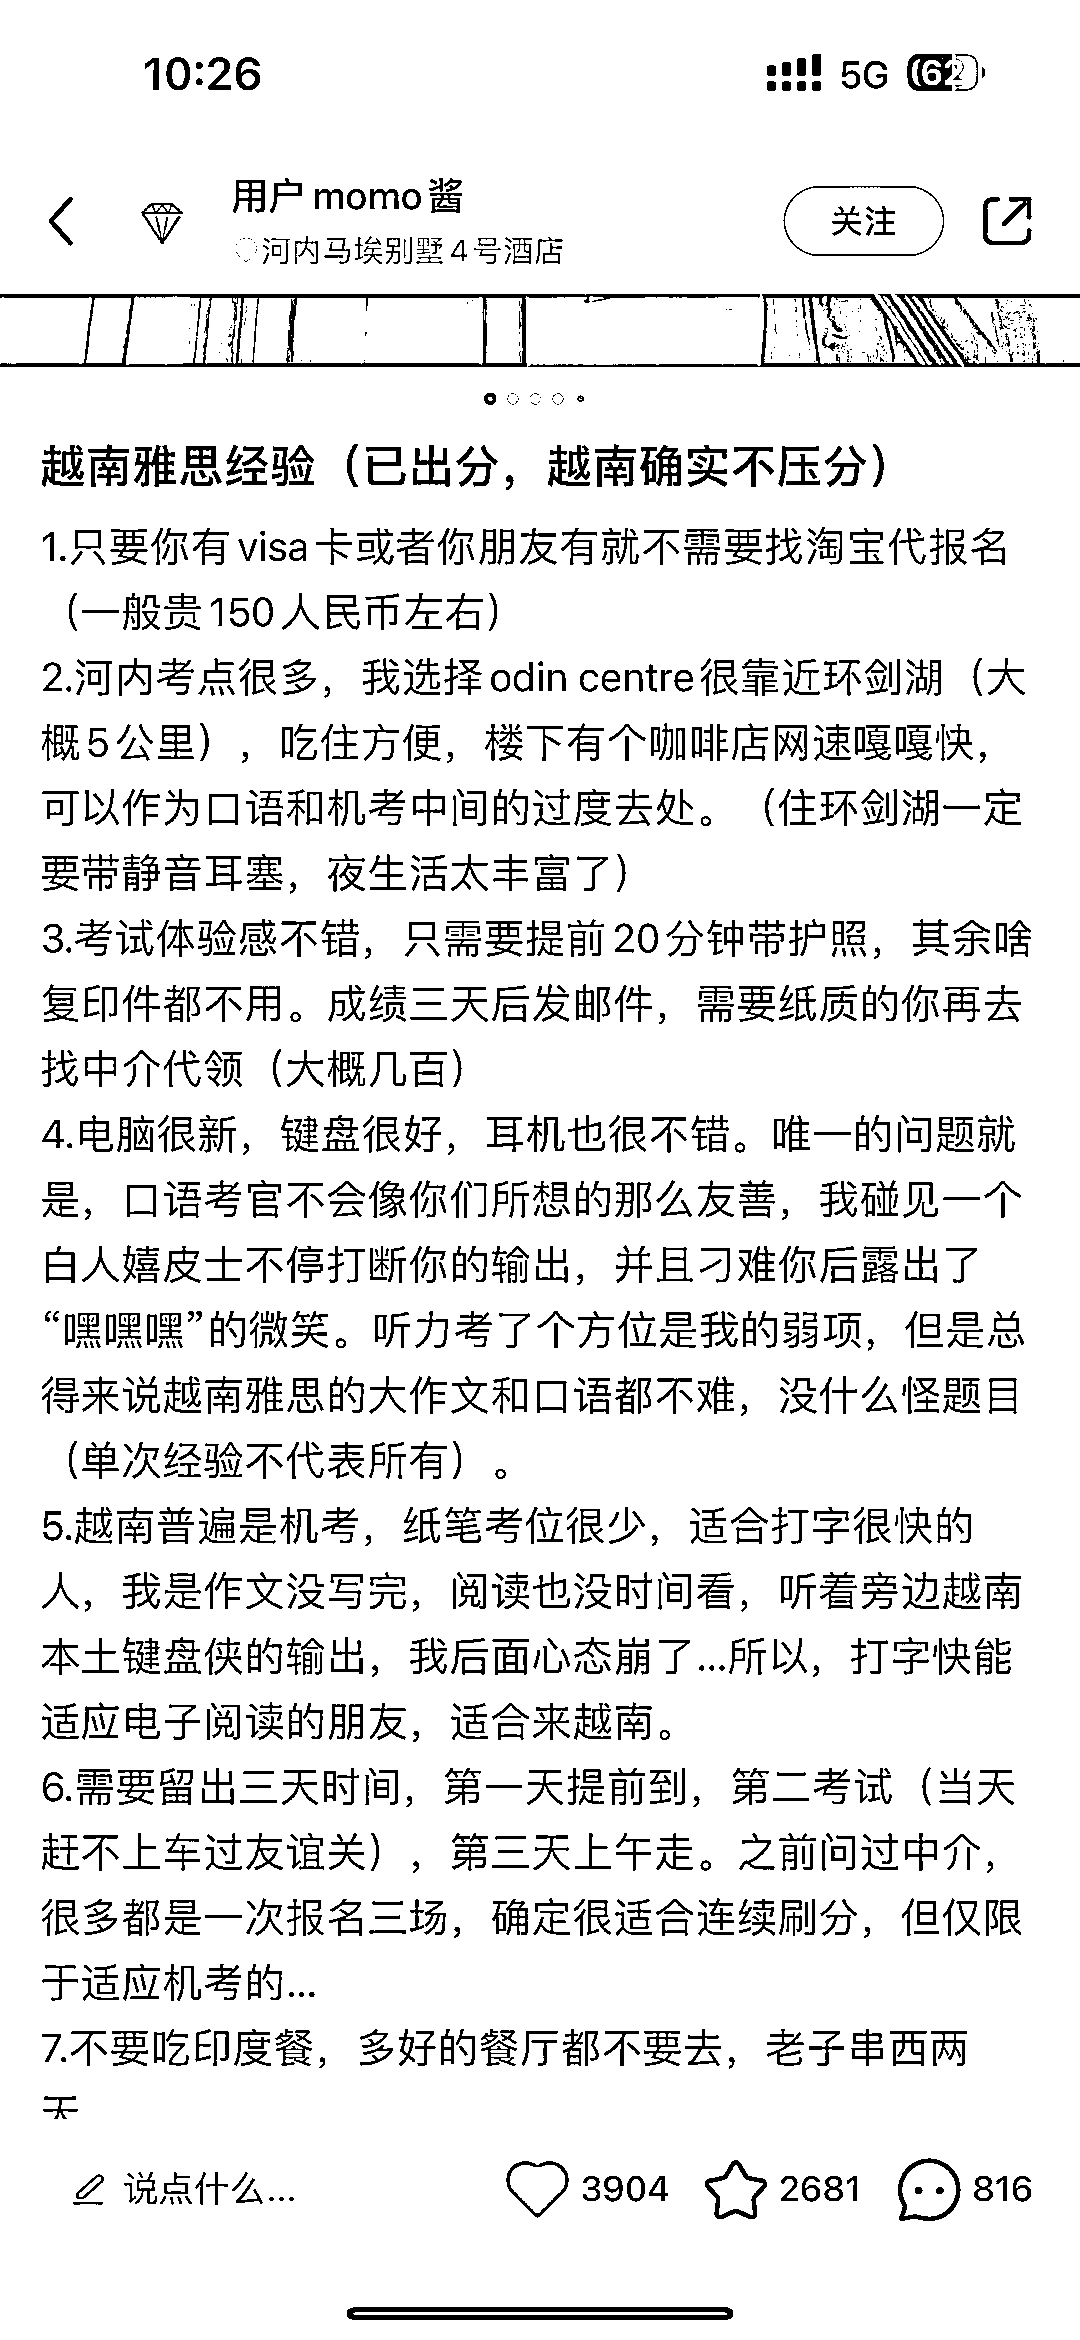 10:26
5G 62
用户momo酱
河内马埃别墅4号酒店
关注
越南雅思经验（已出分，越南确实不压分）
1.只要你有visa卡或者你朋友有就不需要找淘宝代报名
（一般贵150人民币左右）
2.河内考点很多，我选择odin centre很靠近环剑湖（大
概5公里），吃住方便，楼下有个咖啡店网速嘎嘎快，
可以作为口语和机考中间的过度去处。（住环剑湖一定
要带静音耳塞，夜生活太丰富了）
3.考试体验感不错，只需要提前20分钟带护照，其余啥
复印件都不用。成绩三天后发邮件，需要纸质的你再去
找中介代领（大概几百）
4.电脑很新，键盘很好，耳机也很不错。唯一的问题就
是，口语考官不会像你们所想的那么友善，我碰见一个
白人嬉皮士不停打断你的输出，并且刁难你后露出了
“嘿嘿嘿”的微笑。听力考了个方位是我的弱项，但是总
得来说越南雅思的大作文和口语都不难，没什么怪题目
（单次经验不代表所有）。
5.越南普遍是机考，纸笔考位很少，适合打字很快的
人，我是作文没写完，阅读也没时间看，听着旁边越南
本土键盘侠的输出，我后面心态崩了...所以，打字快能
适应电子阅读的朋友，适合来越南。
6.需要留出三天时间，第一天提前到，第二考试（当天
赶不上车过友谊关），第三天上午走。之前问过中介，
很多都是一次报名三场，确定很适合连续刷分，但仅限
于适应机考的...
7.不要吃印度餐，多好的餐厅都不要去，老子串西两
天
说点什么...
3904
2681
816